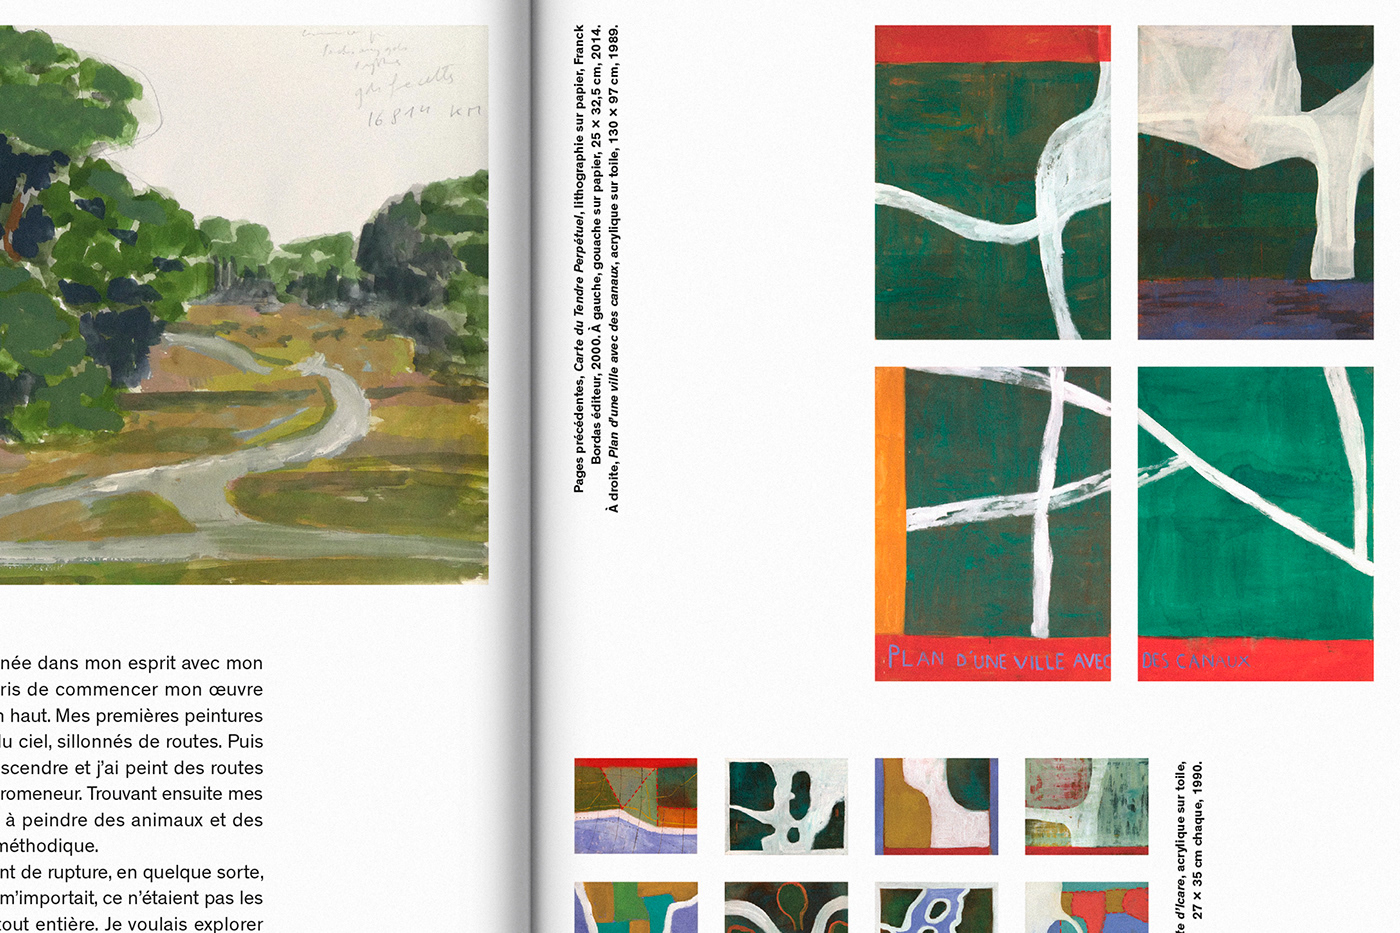 16814 KM
née dans mon esprit avec mon
ris de commencer mon œuvre
n haut. Mes premières peintures
du ciel, sillonnés de routes. Puis
scendre et j'ai peint des routes
romeneur. Trouvant ensuite mes
à peindre des animaux et des
méthodique.
nt de rupture, en quelque sorte,
m'importait, ce n'étaient pas les
tout entière. Je voulais explorer
Pages précédentes, Carte du Tendre Perpétuel, lithographie sur papier, Franck
Bordas éditeur, 2000. À gauche, gouache sur papier, 25 × 32,5 cm, 2014.
À droite, Plan d'une ville avec des canaux, acrylique sur toile, 130 × 97 cm, 1989.
PLAN D'UNE VILLE AVEC DES CANAUX
te d'Icare, acrylique sur toile,
27 × 35 cm chaque, 1990.